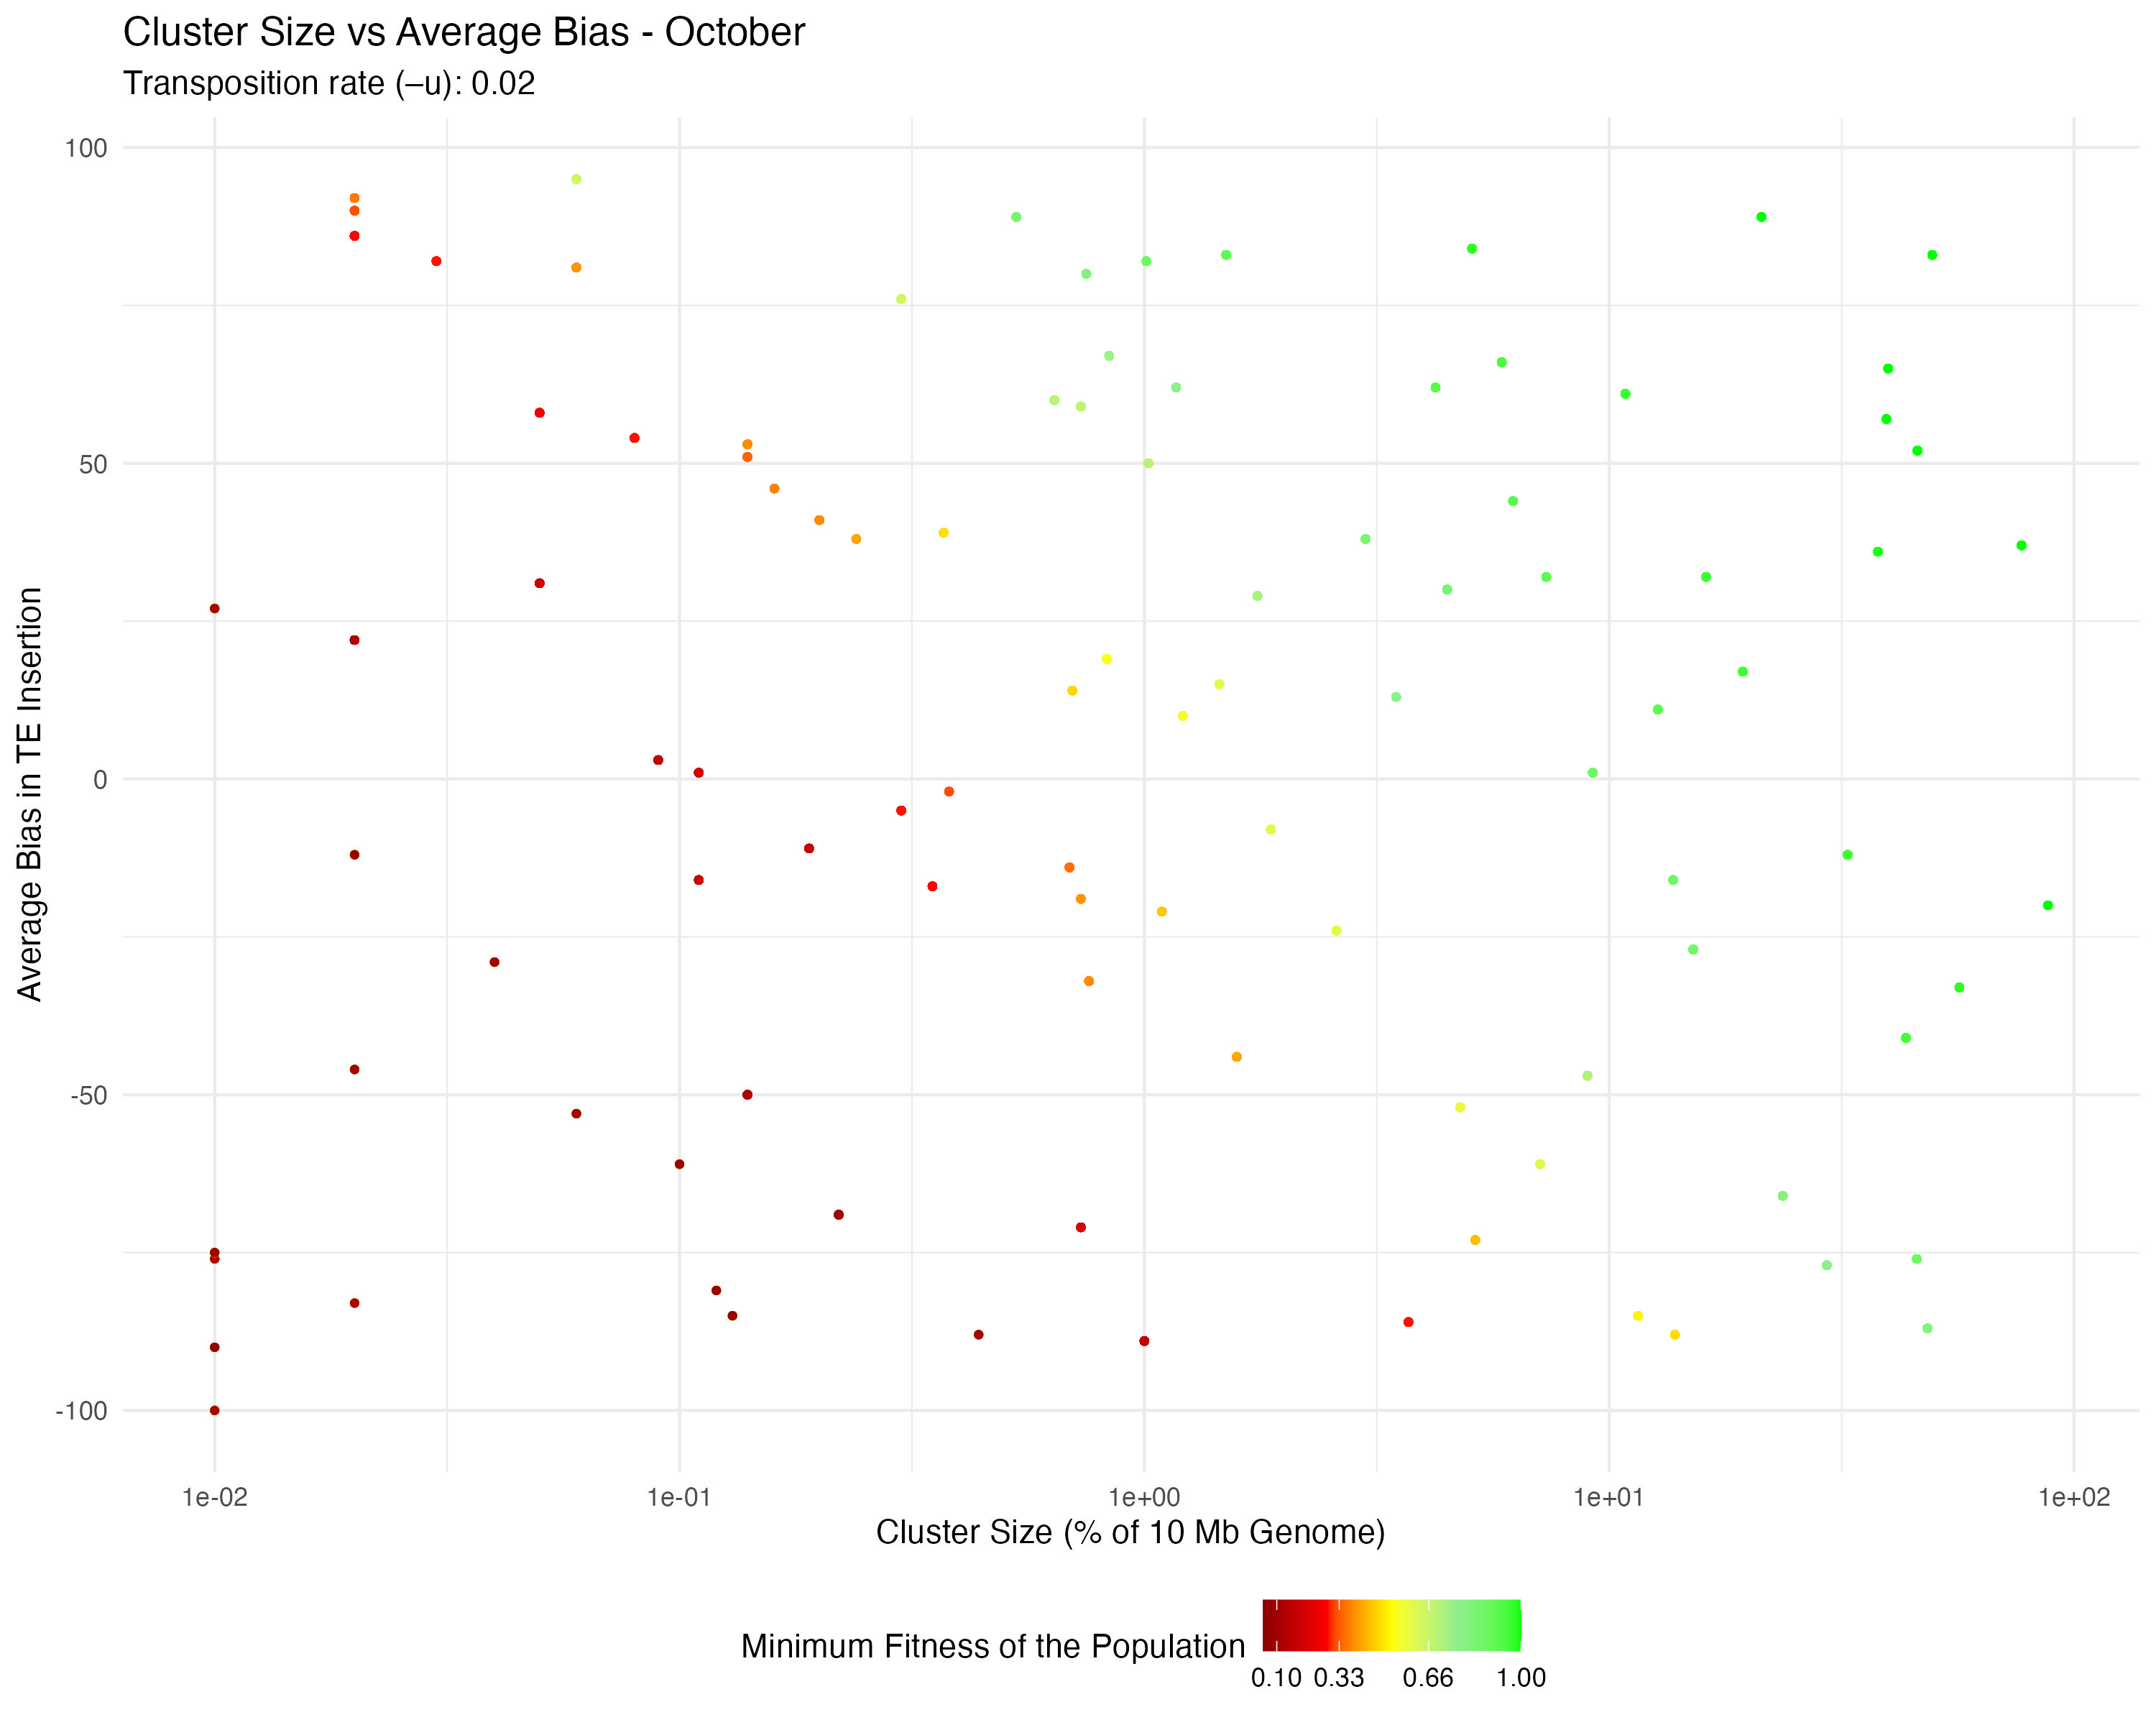 Cluster Size vs Average Bias - October
Transposition rate (−u): 0.02
100
50
0
-50
-100
Average Bias in TE Insertion
1e-02 1e-01 1e+00 1e+01 1e+02
Cluster Size (% of 10 Mb Genome)
Minimum Fitness of the Population
0.10 0.33 0.66 1.00